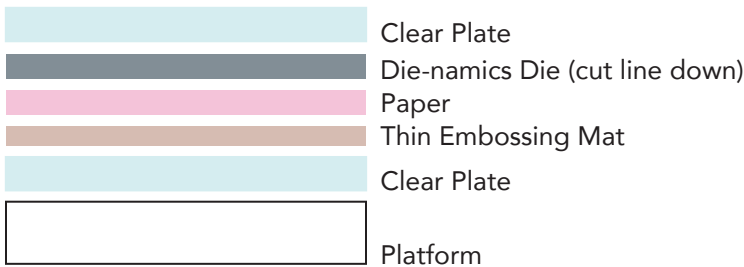 Clear Plate
Die-namics Die (cut line down)
Paper
Thin Embossing Mat
Clear Plate
Platform